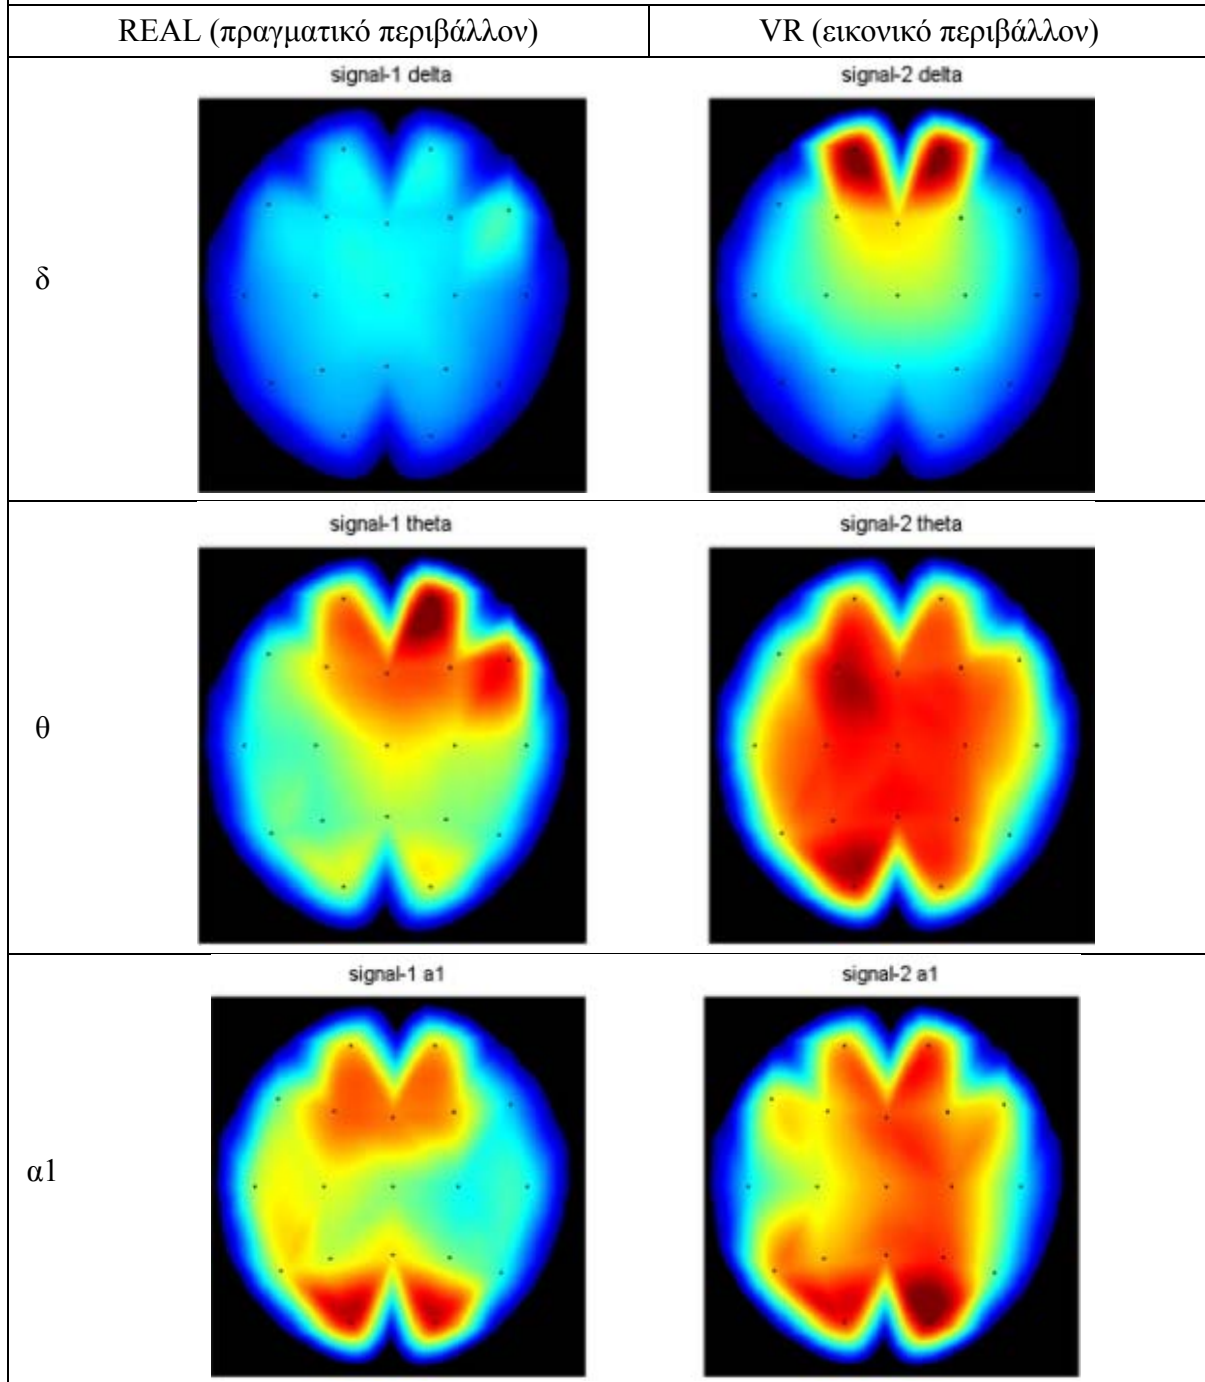 REAL (πραγματικό περιβάλλον) VR (εικονικό περιβάλλον)
signal-1 delta signal-2 delta
δ
signal-1 theta signal-2 theta
θ
signal-1 a1 signal-2 a1
α1